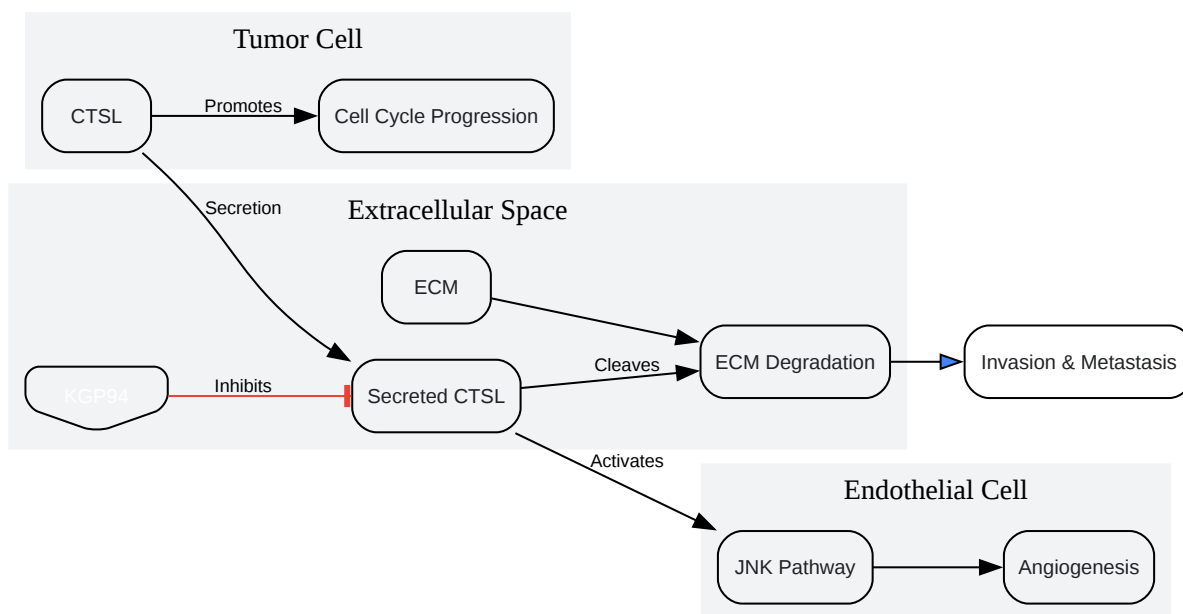 Tumor Cell
CTSL
Promotes
Cell Cycle Progression
Secretion
Extracellular Space
ECM
KGP94
Inhibits
Secreted CTSL
Cleaves
ECM Degradation
Invasion & Metastasis
Activates
Endothelial Cell
JNK Pathway
Angiogenesis